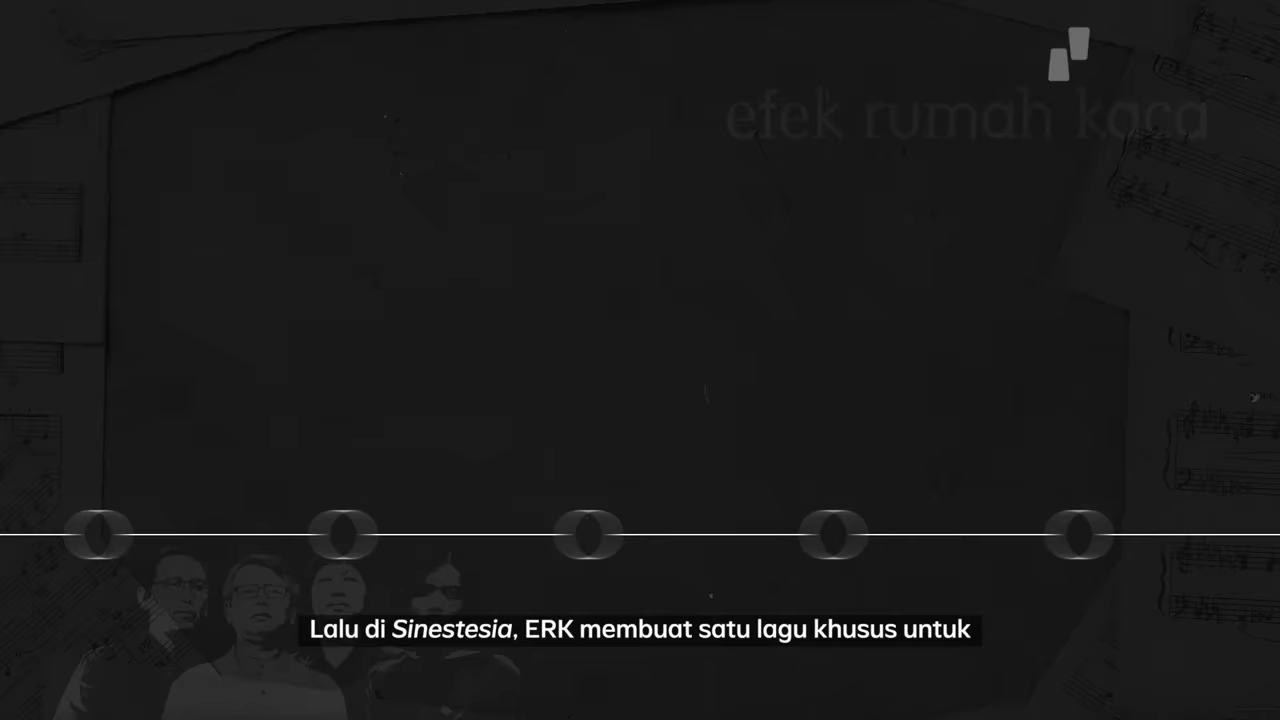 efek rumah kaca
Lalu di Sinestesia, ERK membuat satu lagu khusus untuk